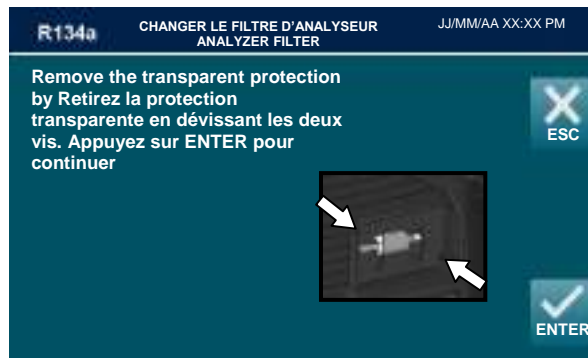 R134a
CHANGER LE FILTRE D'ANALYSEUR
ANALYZER FILTER
JJ/MM/AA XX:XX PM
Remove the transparent protection
by Retirez la protection
transparente en dévissant les deux
vis. Appuyez sur ENTER pour
continuer
ESC
ENTER